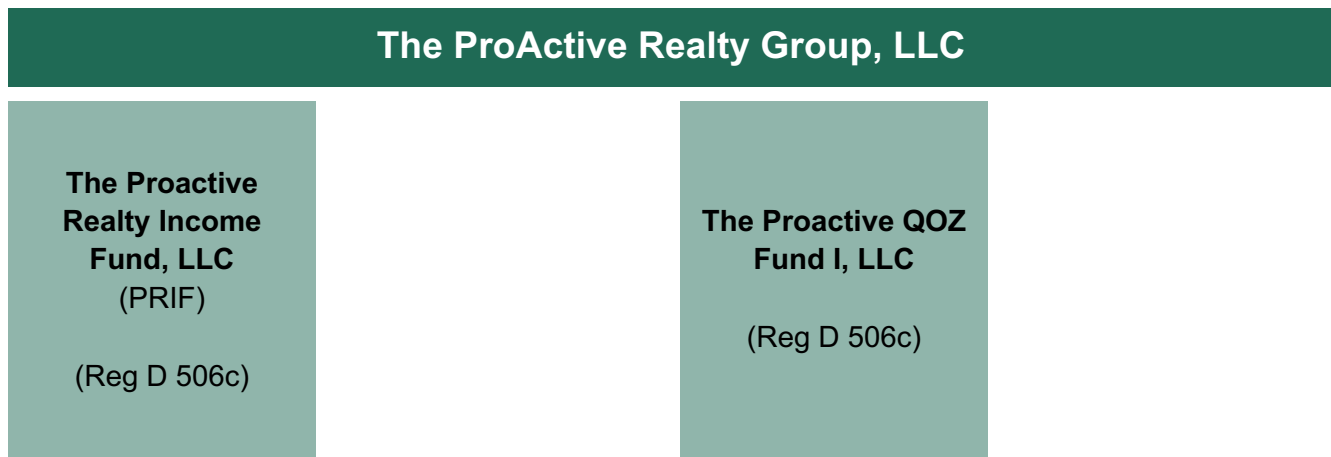 The ProActive Realty Group, LLC
The Proactive
Realty Income
Fund, LLC
(PRIF)
(Reg D 506c)
The Proactive QOZ
Fund I, LLC
(Reg D 506c)